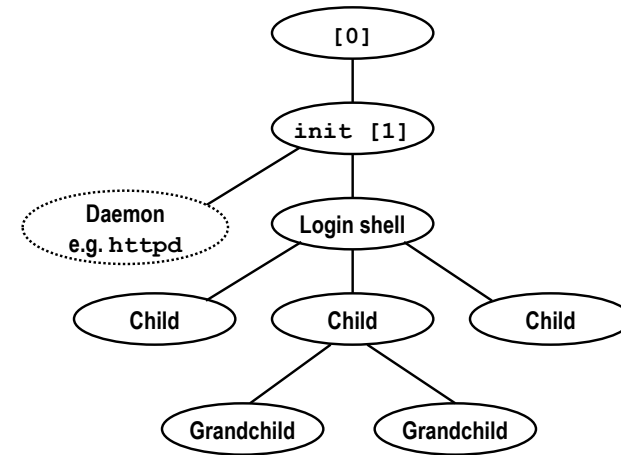 [0]
init [1]
Daemon
e.g. httpd
Login shell
Child
Child
Child
Grandchild
Grandchild